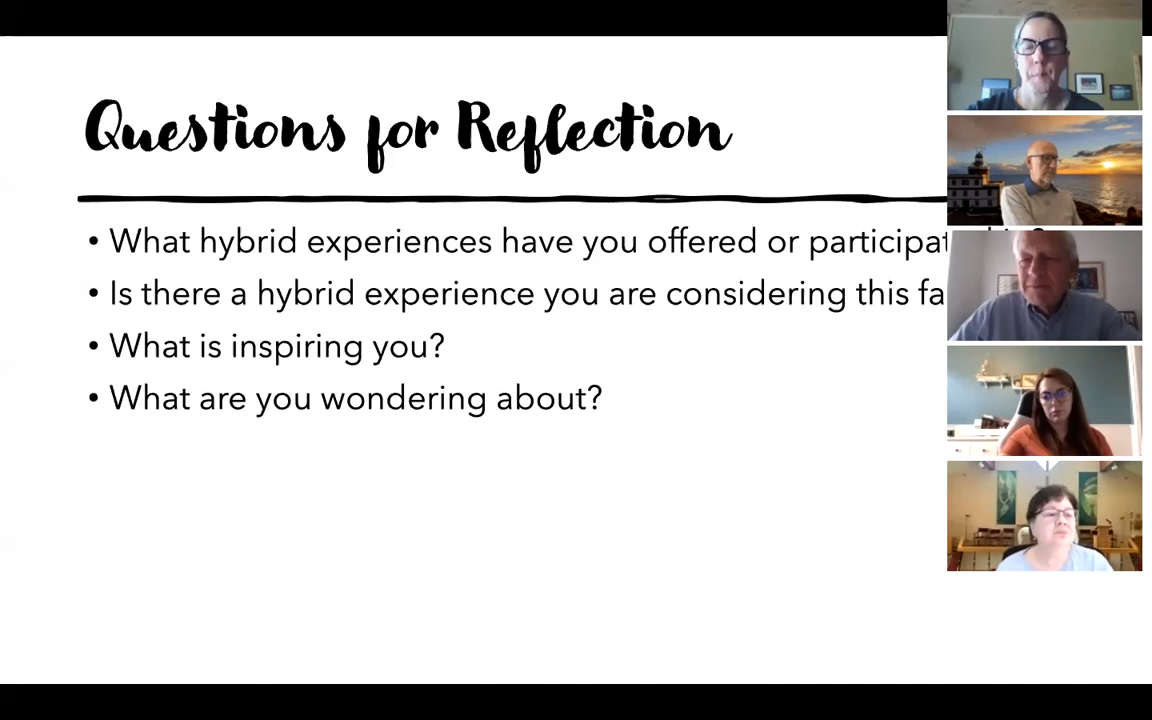 Questions for Reflection
• What hybrid experiences have you offered or participat
• Is there a hybrid experience you are considering this fa
• What is inspiring you?
• What are you wondering about?